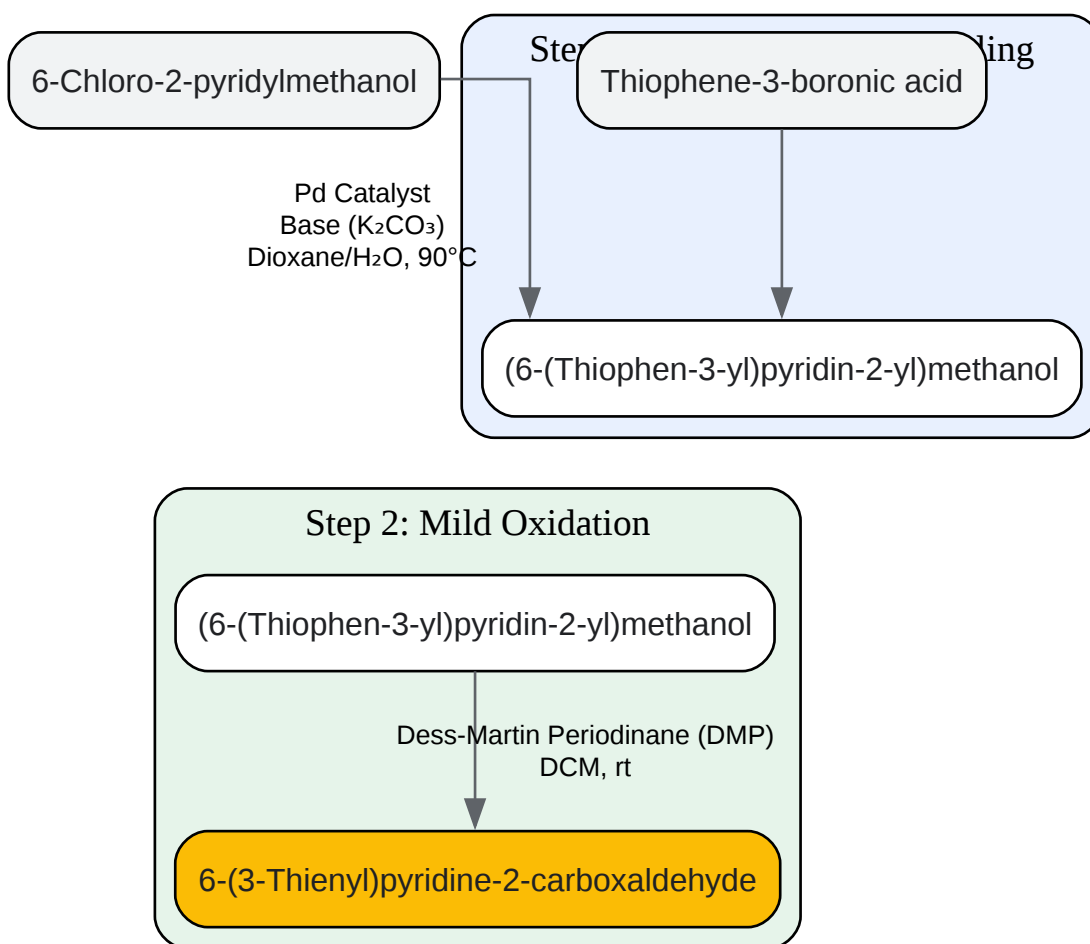 6-Chloro-2-pyridylmethanol
Thiophene-3-boronic acid
Pd Catalyst
Base (K₂CO₃)
Dioxane/H₂O, 90°C
(6-(Thiophen-3-yl)pyridin-2-yl)methanol
Step 2: Mild Oxidation
(6-(Thiophen-3-yl)pyridin-2-yl)methanol
Dess-Martin Periodinane (DMP)
DCM, rt
6-(3-Thienyl)pyridine-2-carboxaldehyde